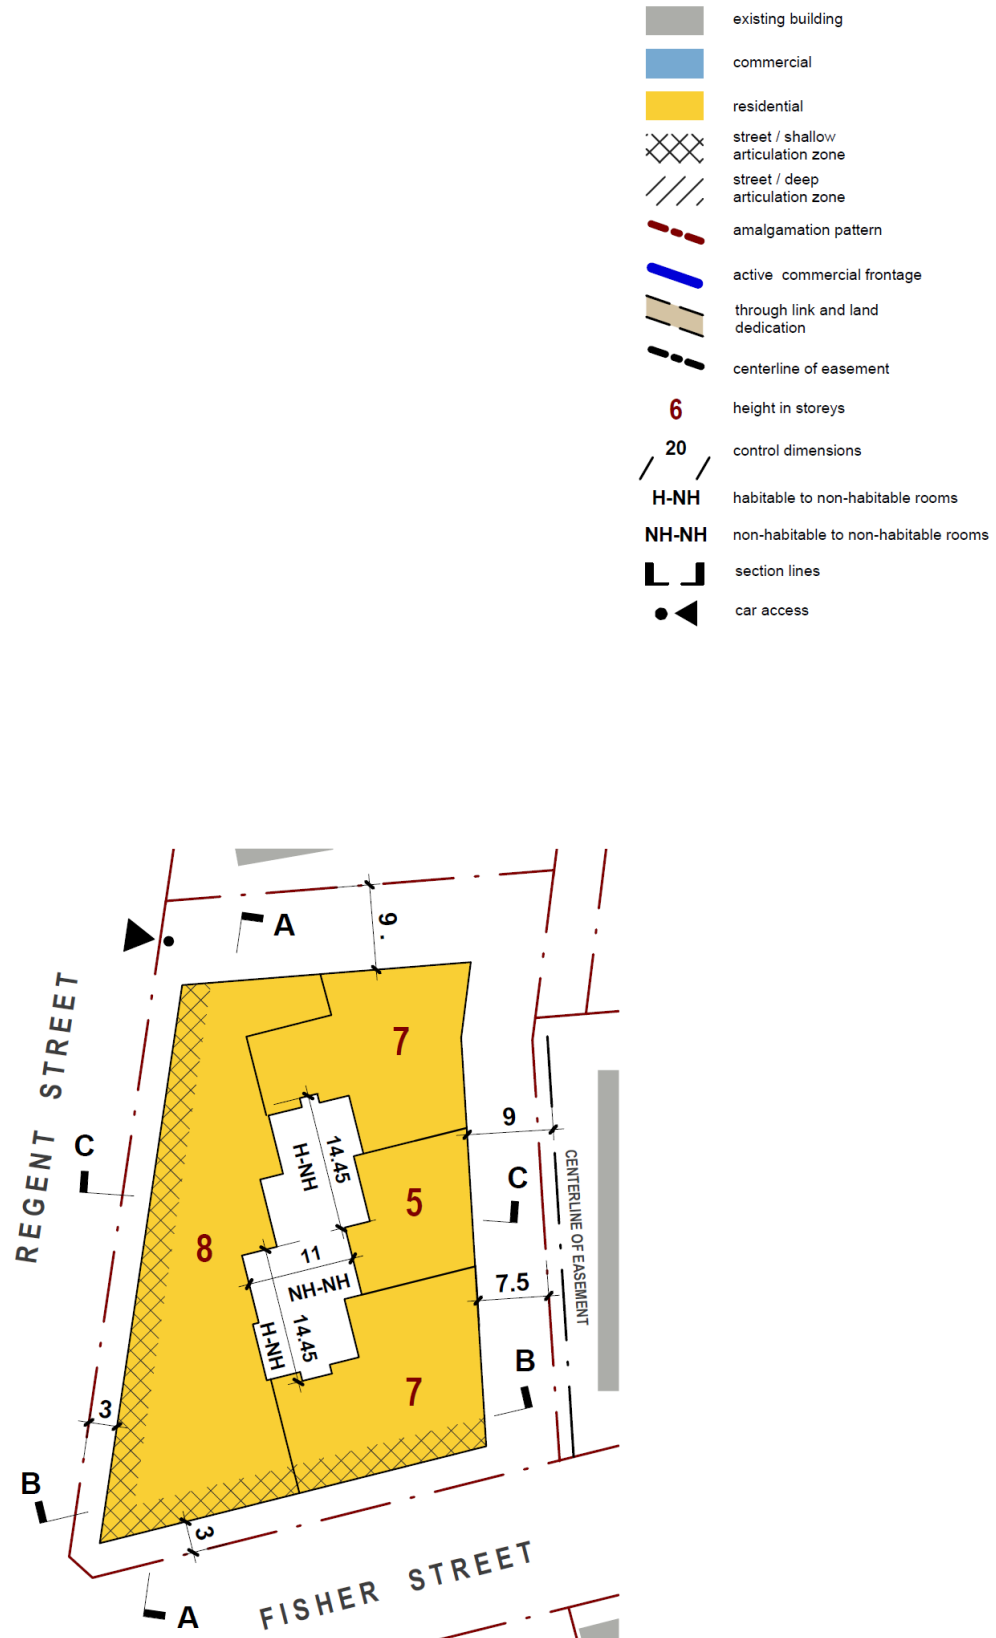 existing building
commercial
residential
street / shallow
articulation zone
street / deep
articulation zone
amalgamation pattern
active commercial frontage
through link and land
dedication
centerline of easement
6
height in storeys
20
control dimensions
H-NH
habitable to non-habitable rooms
NH-NH
non-habitable to non-habitable rooms
section lines
car access
A
9.
REGENT STREET
7
C
9
H-NH
14.45
CENTERLINE OF EASEMENT
C
5
8
11
NH-NH
7.5
H-NH
14.45
B
7
3
B
3
FISHER STREET
A